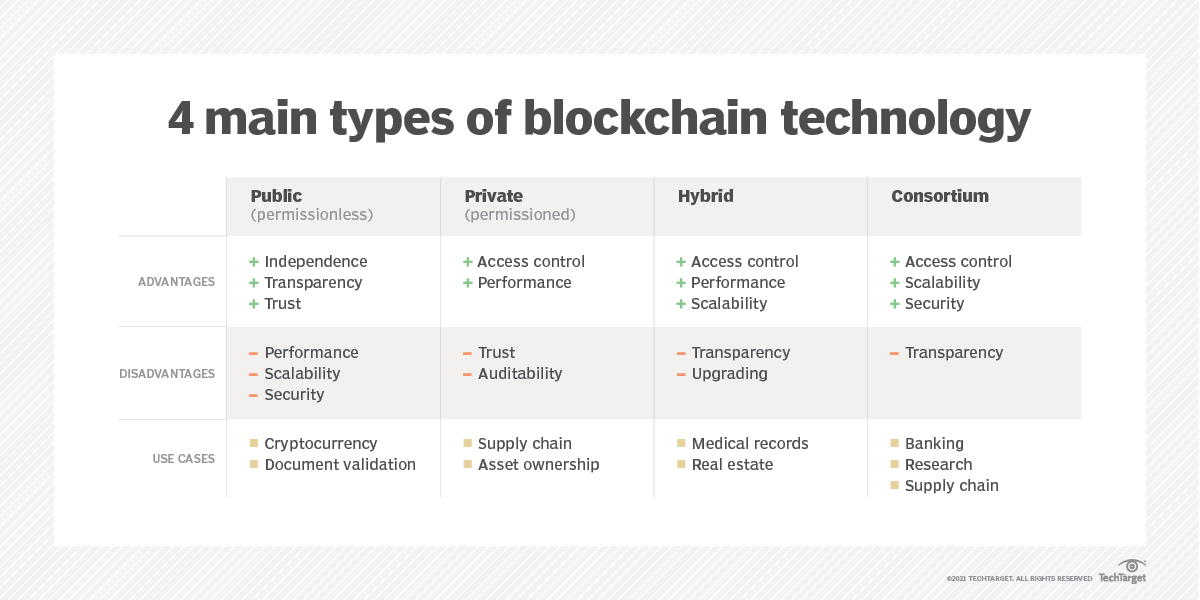 4 main types of blockchain technology
Public
(permissionless)
Private
(permissioned)
Hybrid
Consortium
ADVANTAGES
+ Independence
+ Transparency
+ Trust
+ Access control
+ Performance
+ Access control
+ Performance
+ Scalability
+ Access control
+ Scalability
+ Security
DISADVANTAGES
– Performance
– Scalability
– Security
– Trust
– Auditability
– Transparency
– Upgrading
– Transparency
USE CASES
■ Cryptocurrency
■ Document validation
■ Supply chain
■ Asset ownership
■ Medical records
■ Real estate
■ Banking
■ Research
■ Supply chain
©2021 TECHTARGET. ALL RIGHTS RESERVED TechTarget